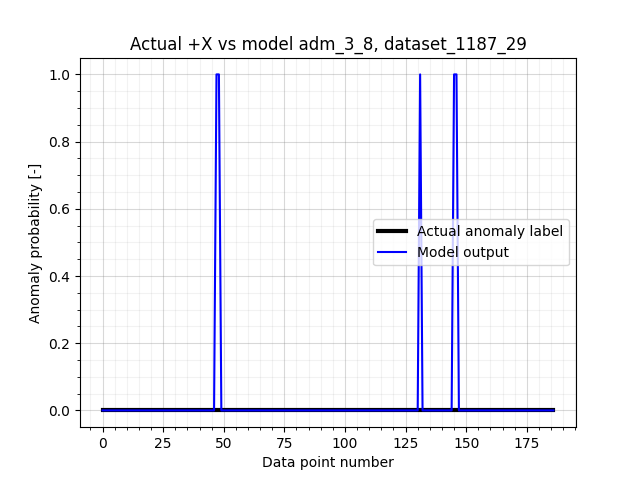 Actual +X vs model adm_3_8, dataset_1187_29
1.0
0.8
0.6
0.4
0.2
0.0
Anomaly probability [-]
Actual anomaly label
Model output
0 25 50 75 100 125 150 175
Data point number